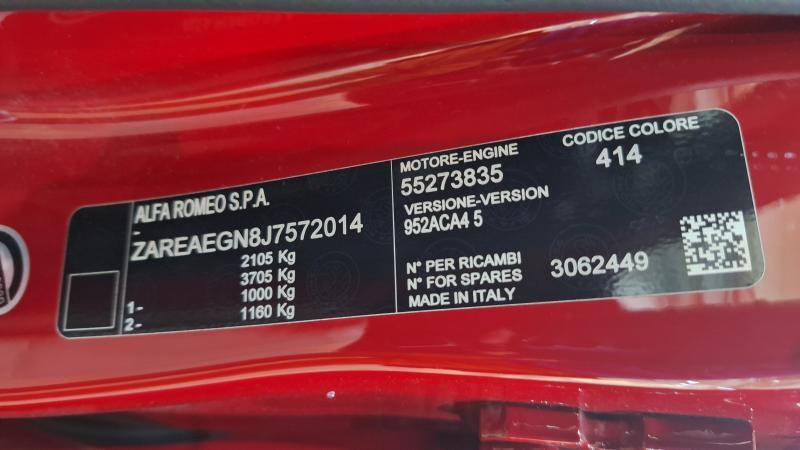 ALFA ROMEO S.P.A.
-
ZAREAEGN8J7572014
2105 Kg
3705 Kg
1- 1000 Kg
2- 1160 Kg
MOTORE-ENGINE
55273835
VERSIONE-VERSION
952ACA4 5
CODICE COLORE
414
N° PER RICAMBI
N° FOR SPARES
3062449
MADE IN ITALY